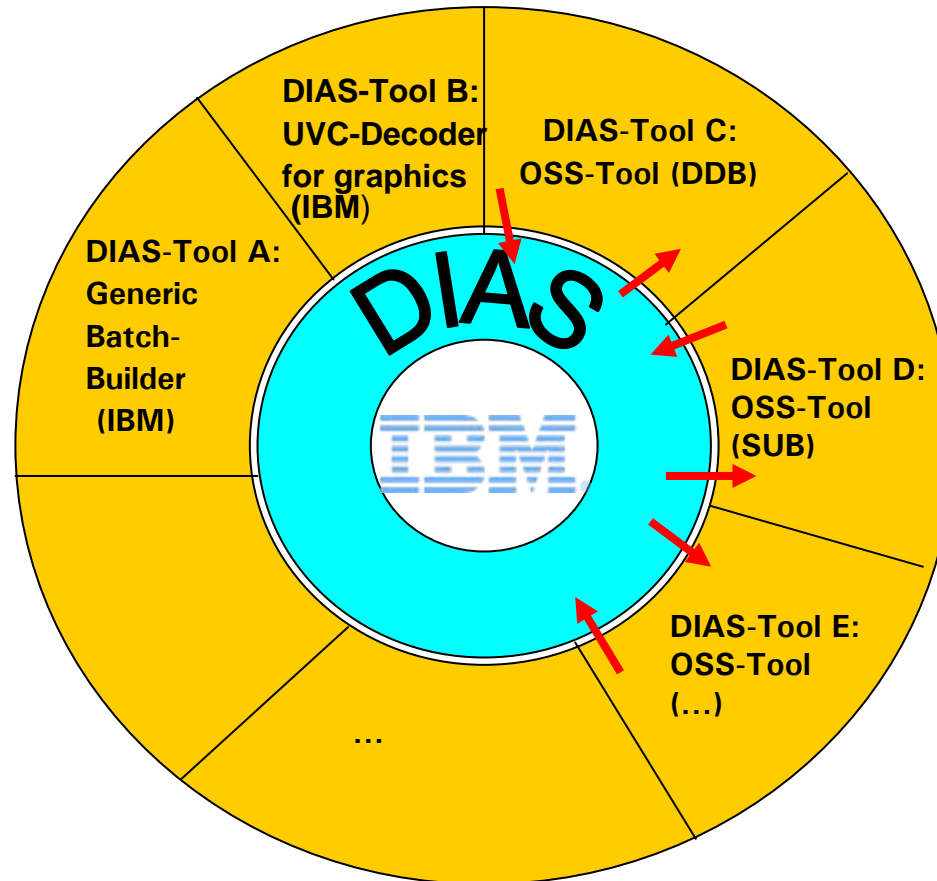 DIAS-Tool B:
UVC-Decoder
for graphics
(IBM)
DIAS-Tool C:
OSS-Tool (DDB)
DIAS-Tool A:
Generic
Batch-
Builder
(IBM)
DIAS
IBM
DIAS-Tool D:
OSS-Tool
(SUB)
DIAS-Tool E:
OSS-Tool
(...)
...